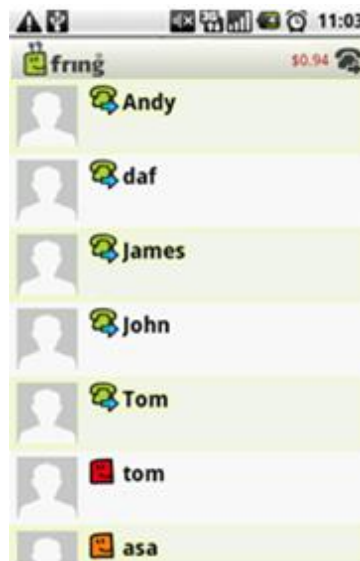 11:03
fring
$0.94
Andy
daf
James
John
Tom
tom
asa